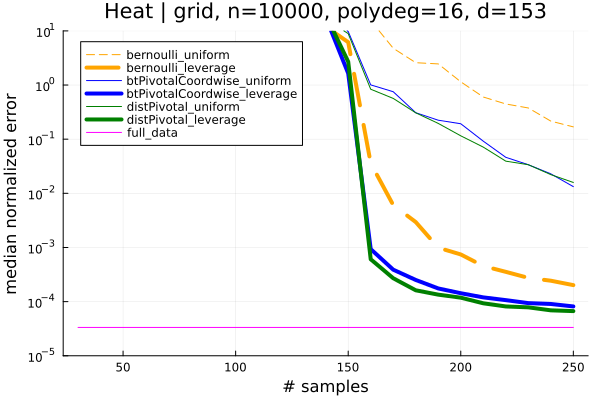 Heat | grid, n=10000, polydeg=16, d=153
bernoulli_uniform
bernoulli_leverage
btPivotalCoordwise_uniform
btPivotalCoordwise_leverage
distPivotal_uniform
distPivotal_leverage
full_data
median normalized error
10¹
10⁰
10⁻¹
10⁻²
10⁻³
10⁻⁴
10⁻⁵
50 100 150 200 250
# samples